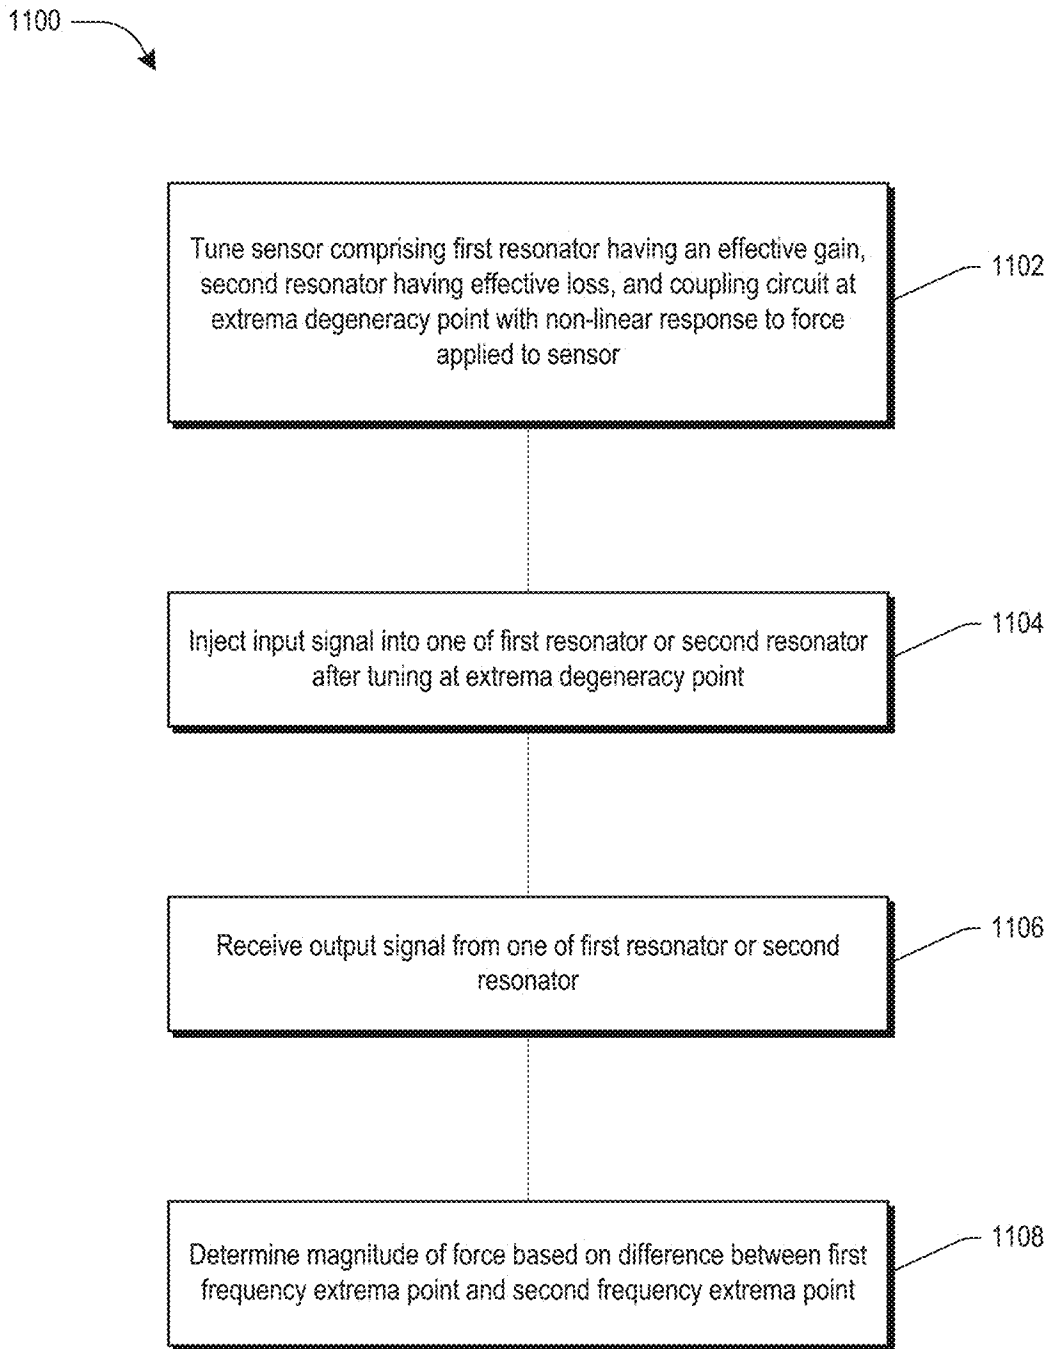 1100
Tune sensor comprising first resonator having an effective gain,
second resonator having effective loss, and coupling circuit at
extrema degeneracy point with non-linear response to force
applied to sensor
1102
Inject input signal into one of first resonator or second resonator
after tuning at extrema degeneracy point
1104
Receive output signal from one of first resonator or second
resonator
1106
Determine magnitude of force based on difference between first
frequency extrema point and second frequency extrema point
1108